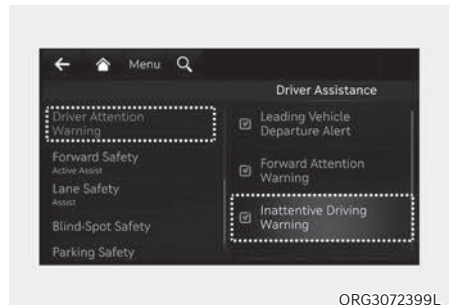 Menu
Driver Assistance
Driver Attention
Warning
Forward Safety
Active Assist
Lane Safety
Assist
Blind-Spot Safety
Parking Safety
Leading Vehicle
Departure Alert
Forward Attention
Warning
Inattentive Driving
Warning
ORG3072399L